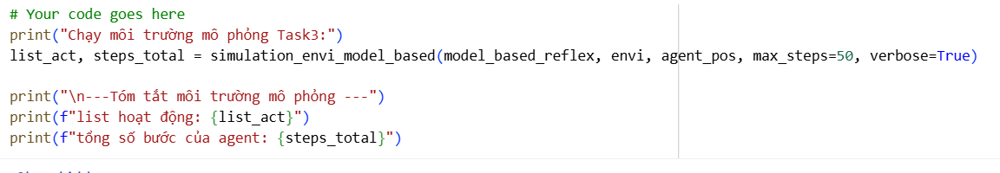 # Your code goes here
print("Chạy môi trường mô phỏng Task3:")
list_act, steps_total = simulation_envi_model_based(model_based_reflex, envi, agent_pos, max_steps=50, verbose=True)
print("\n---Tóm tắt môi trường mô phỏng ---")
print(f"list hoạt động: {list_act}")
print(f"tổng số bước của agent: {steps_total}")